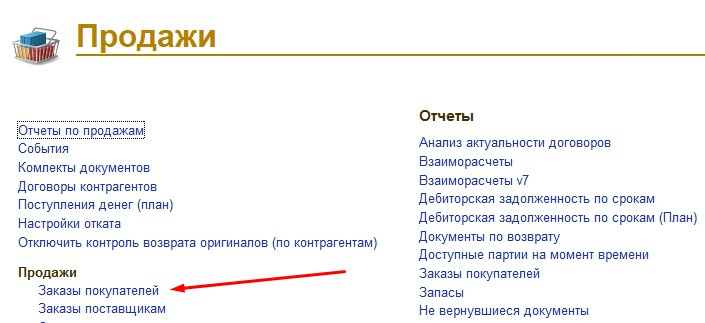 Продажи
Отчеты по продажам
События
Комлекты документов
Договоры контрагентов
Поступления денег (план)
Настройки отката
Отключить контроль возврата оригиналов (по контрагентам)
Продажи
Заказы покупателей
Заказы поставщикам
Отчеты
Анализ актуальности договоров
Взаиморасчеты
Взаиморасчеты v7
Дебиторская задолженность по срокам
Дебиторская задолженность по срокам (План)
Документы по возврату
Доступные партии на момент времени
Заказы покупателей
Запасы
Не вернувшиеся документы